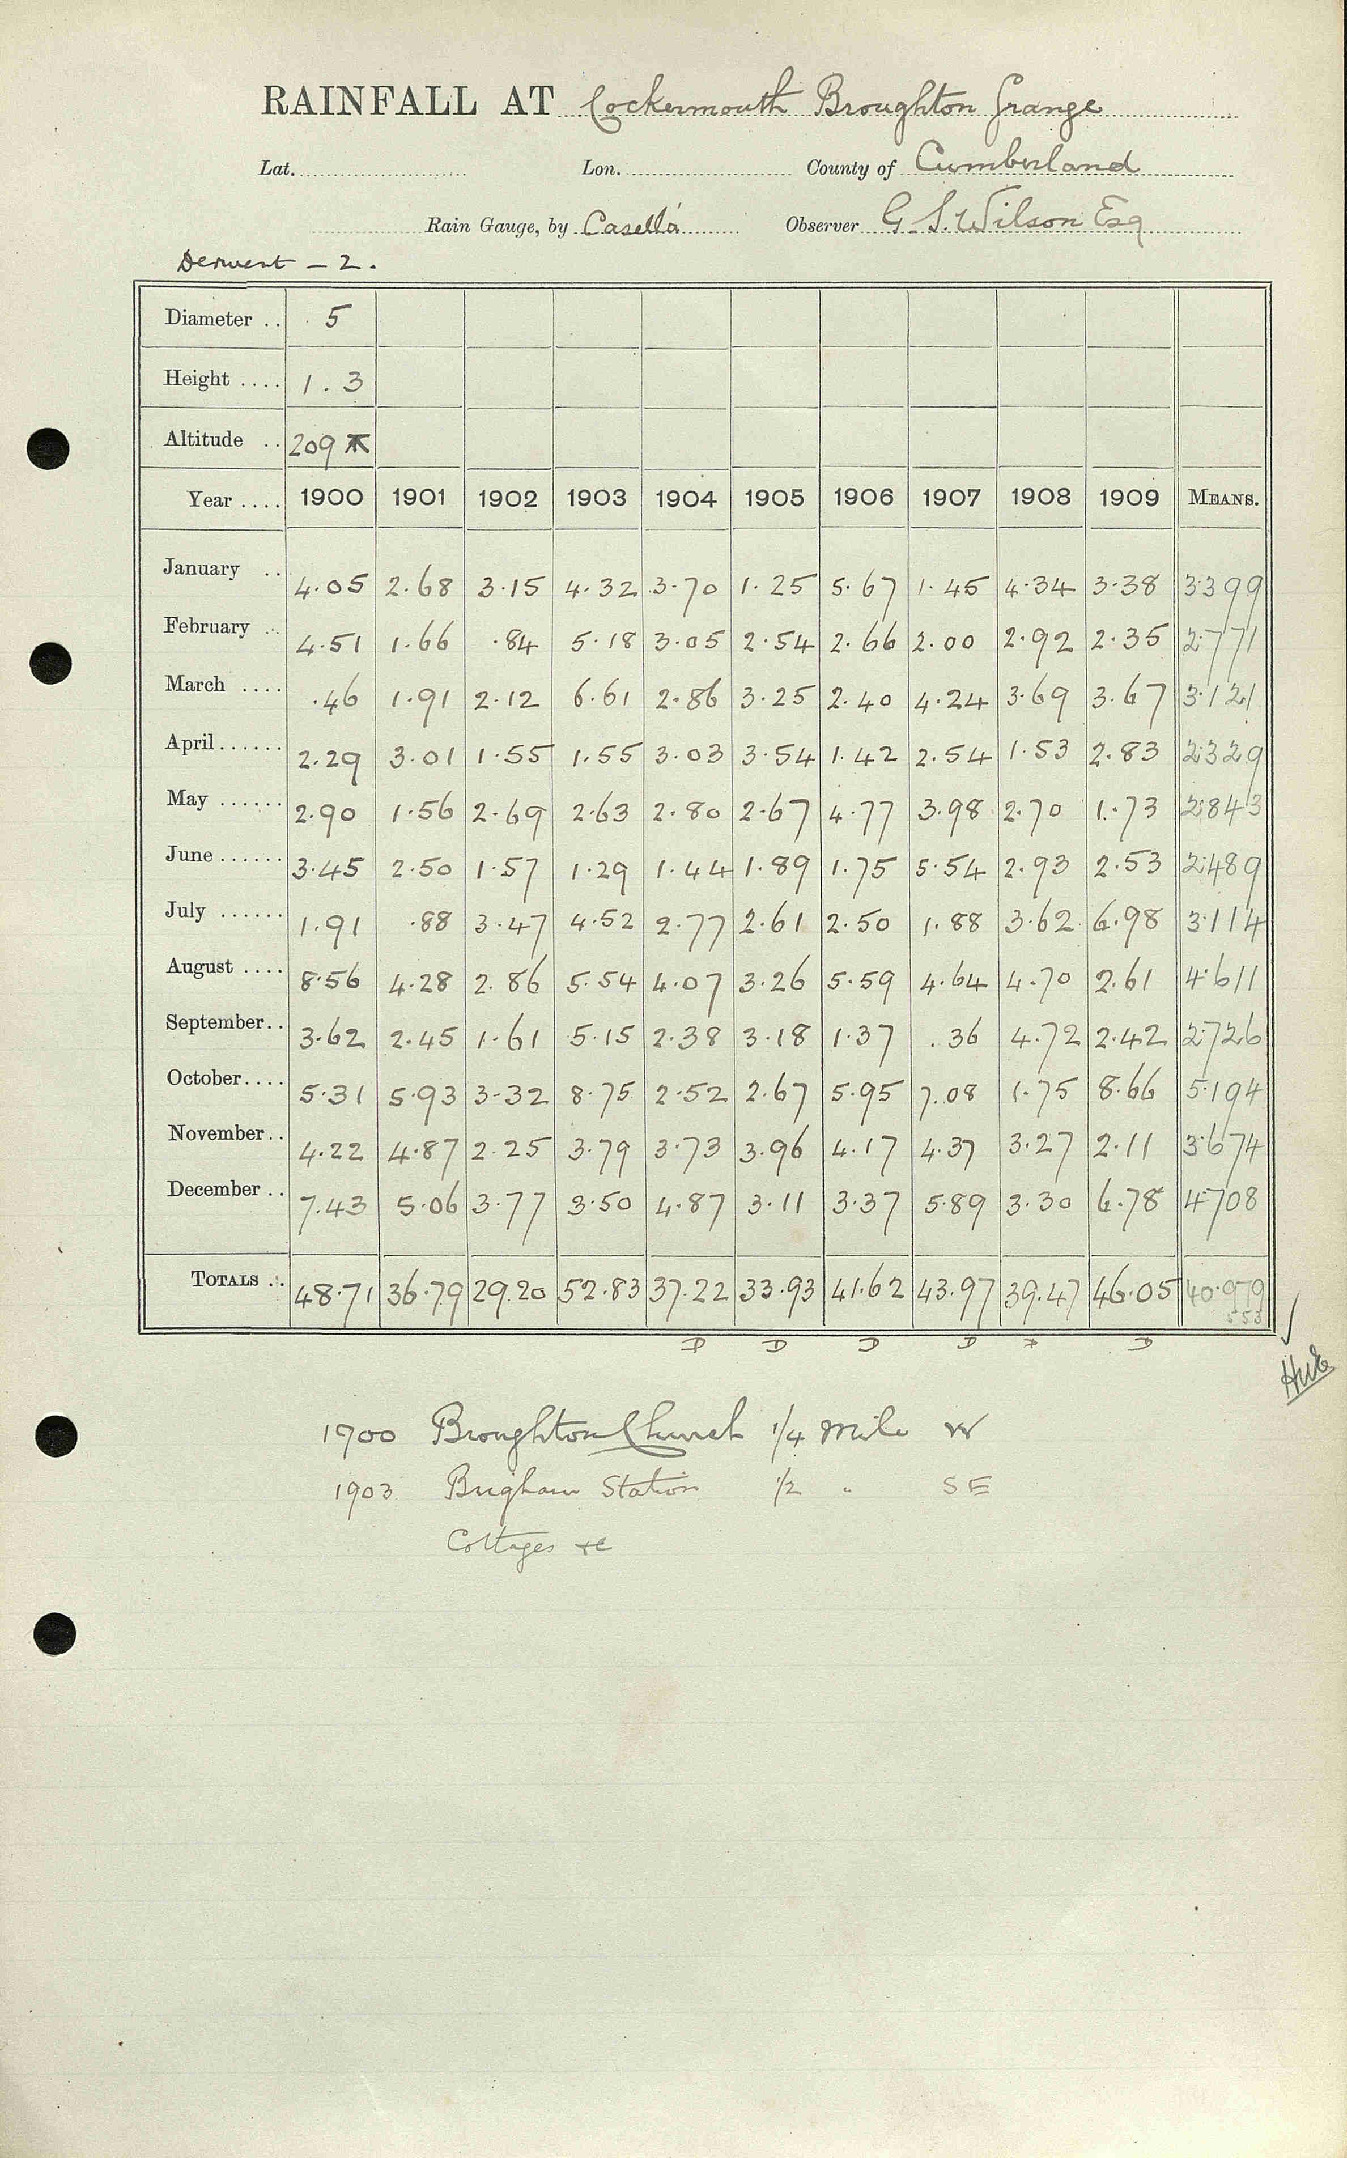 RAINFALL AT Cockermouth Broughton Grange
Lat. Lon. County of Cumberland
Rain Gauge, by Casella Observer G. S. Wilson Esq
Derwent - 2.
Diameter .. 5
Height .... 1.3
Altitude .. 209
Year .... 1900 1901 1902 1903 1904 1905 1906 1907 1908 1909 MEANS.
January .. 4.05 2.68 3.15 4.32 3.70 1.25 5.67 1.45 4.34 3.38 3.399
February .. 4.51 1.66 .84 5.18 3.05 2.54 2.66 2.00 2.92 2.35 2.771
March .... .46 1.91 2.12 6.61 2.86 3.25 2.40 4.24 3.69 3.67 3.121
April ...... 2.29 3.01 1.55 1.55 3.03 3.54 1.42 2.54 1.53 2.83 2.329
May ...... 2.90 1.56 2.69 2.63 2.80 2.67 4.77 3.98 2.70 1.73 2.843
June ...... 3.45 2.50 1.57 1.29 1.44 1.89 1.75 5.54 2.93 2.53 2.489
July ...... 1.91 .88 3.47 4.52 2.77 2.61 2.50 1.88 3.62 6.98 3.114
August .... 8.56 4.28 2.86 5.54 4.07 3.26 5.59 4.64 4.70 2.61 4.611
September.. 3.62 2.45 1.61 5.15 2.38 3.18 1.37 .36 4.72 2.42 2.726
October.... 5.31 5.93 3.32 8.75 2.52 2.67 5.95 7.08 1.75 8.66 5.194
November.. 4.22 4.87 2.25 3.79 3.73 3.96 4.17 4.37 3.27 2.11 3.674
December .. 7.43 5.06 3.77 3.50 4.87 3.11 3.37 5.89 3.30 6.78 4.708
TOTALS .. 48.71 36.79 29.20 52.83 37.22 33.93 41.62 43.97 39.47 46.05 40.979
D D D D D
1900 Broughton Church 1/4 Mile W
1903 Brigham Station 1/2 " SE
Cottages &c